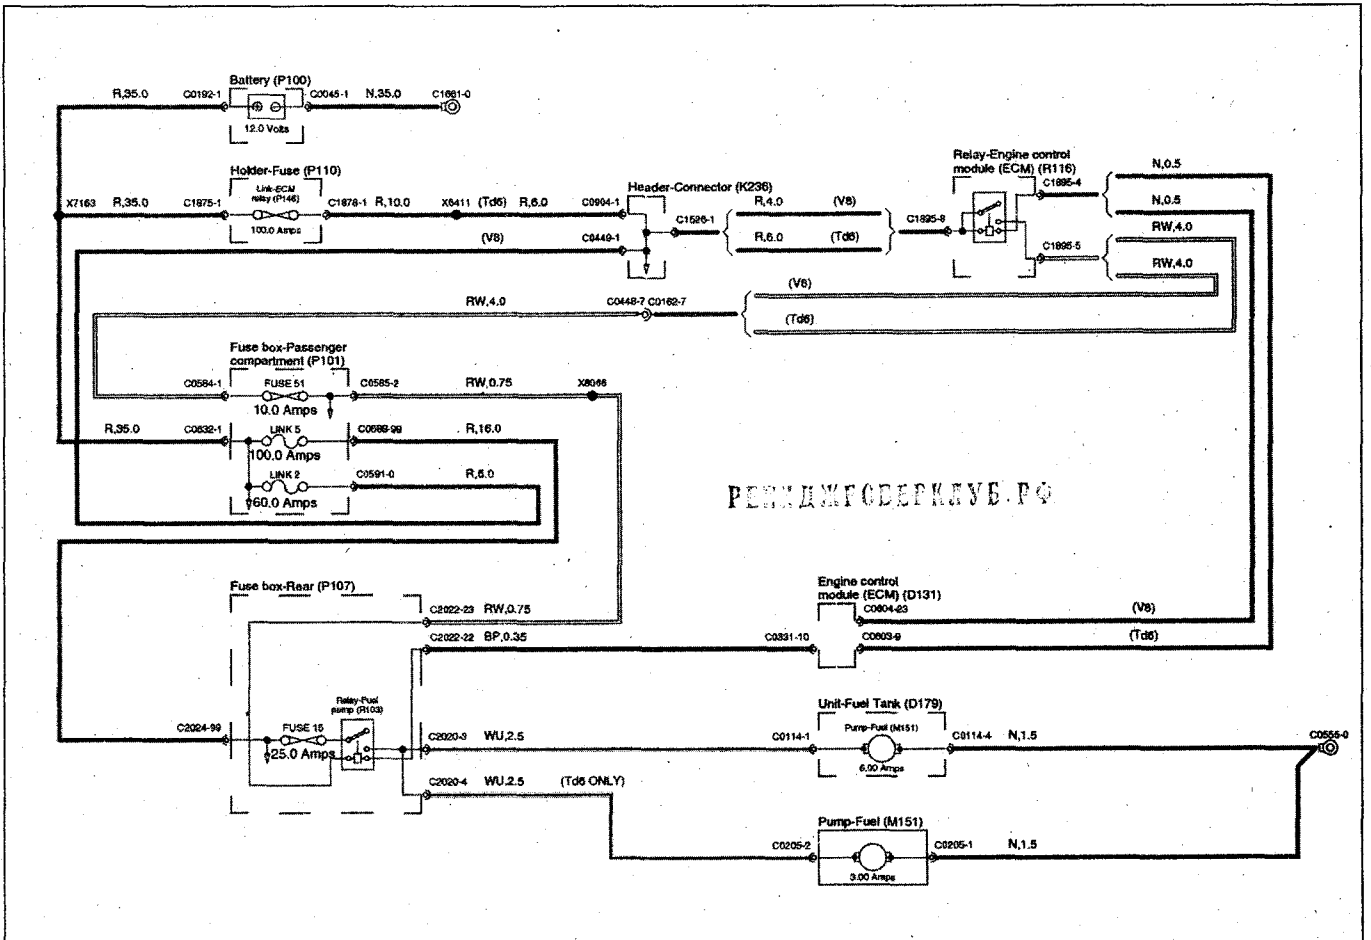 Battery (P100)
R,35.0 C0192-1 C0045-1 N,35.0 C1661-0
12.0 Volts
Holder-Fuse (P110)
Link-ECM
relay (P146)
X7163 R,35.0 C1875-1 C1878-1 R,10.0 X6411 (Td6) R,6.0 C0904-1
100.0 Amps
Header-Connector (K236)
(V8) C0449-1
C1526-1 R,4.0 (V8)
R,6.0 (Td6)
C1895-8
Relay-Engine control
module (ECM) (R116)
C1895-4 N,0.5
N,0.5
C1895-5 RW,4.0
RW,4.0
(V8)
RW,4.0 C0448-7 C0162-7
(Td6)
Fuse box-Passenger
compartment (P101)
C0584-1 FUSE 51 C0585-2 RW,0.75 X8066
10.0 Amps
R,35.0 C0632-1 LINK 5 C0588-99 R,16.0
100.0 Amps
LINK 2 C0591-0 R,6.0
60.0 Amps
РЕНДЖРОВЕРКЛУБ.РФ
Fuse box-Rear (P107)
C2022-23 RW,0.75
C2022-22 BP,0.35 C0331-10
Engine control
module (ECM) (D131)
C0604-23 (V8)
C0603-9 (Td6)
Relay-Fuel
pump (R103)
C2024-99 FUSE 15
25.0 Amps
C2020-3 WU,2.5 C0114-1
Unit-Fuel Tank (D179)
Pump-Fuel (M151)
6.00 Amps
C0114-4 N,1.5 C0555-0
C2020-4 WU,2.5 (Td6 ONLY)
Pump-Fuel (M151)
C0205-2 C0205-1 N,1.5
3.00 Amps